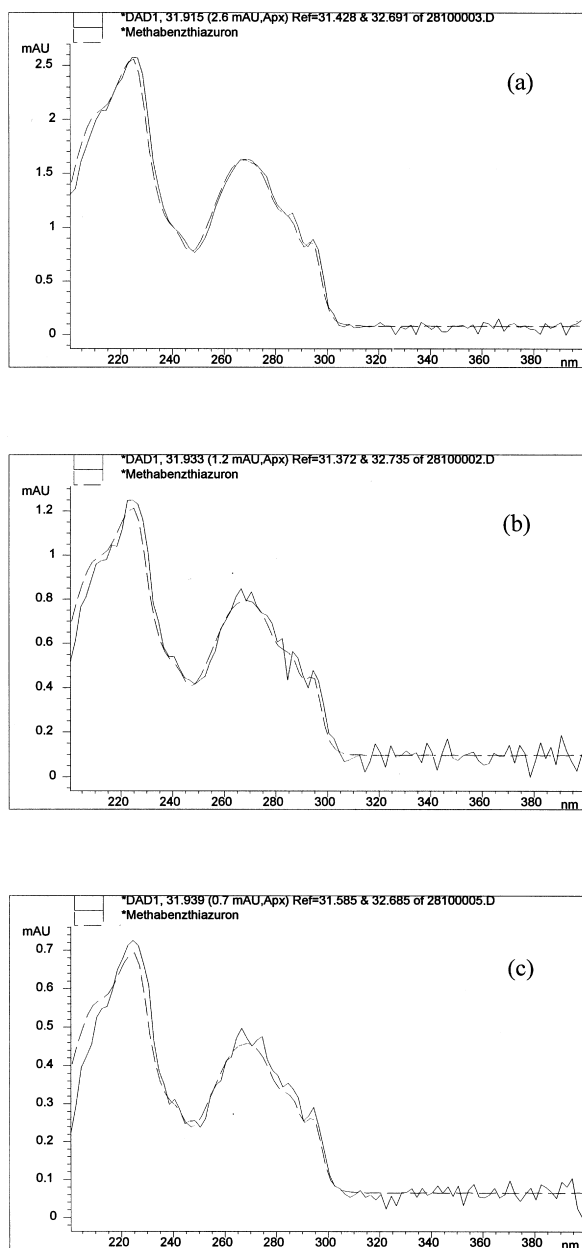 *DAD1, 31.915 (2.6 mAU,Apx) Ref=31.428 & 32.691 of 28100003.D
*Methabenzthiazuron
mAU
(a)
2.5
2
1.5
1
0.5
0
220 240 260 280 300 320 340 360 380 nm
*DAD1, 31.933 (1.2 mAU,Apx) Ref=31.372 & 32.735 of 28100002.D
*Methabenzthiazuron
mAU
(b)
1.2
1
0.8
0.6
0.4
0.2
0
220 240 260 280 300 320 340 360 380 nm
*DAD1, 31.939 (0.7 mAU,Apx) Ref=31.585 & 32.685 of 28100005.D
*Methabenzthiazuron
mAU
(c)
0.7
0.6
0.5
0.4
0.3
0.2
0.1
0
220 240 260 280 300 320 340 360 380 nm